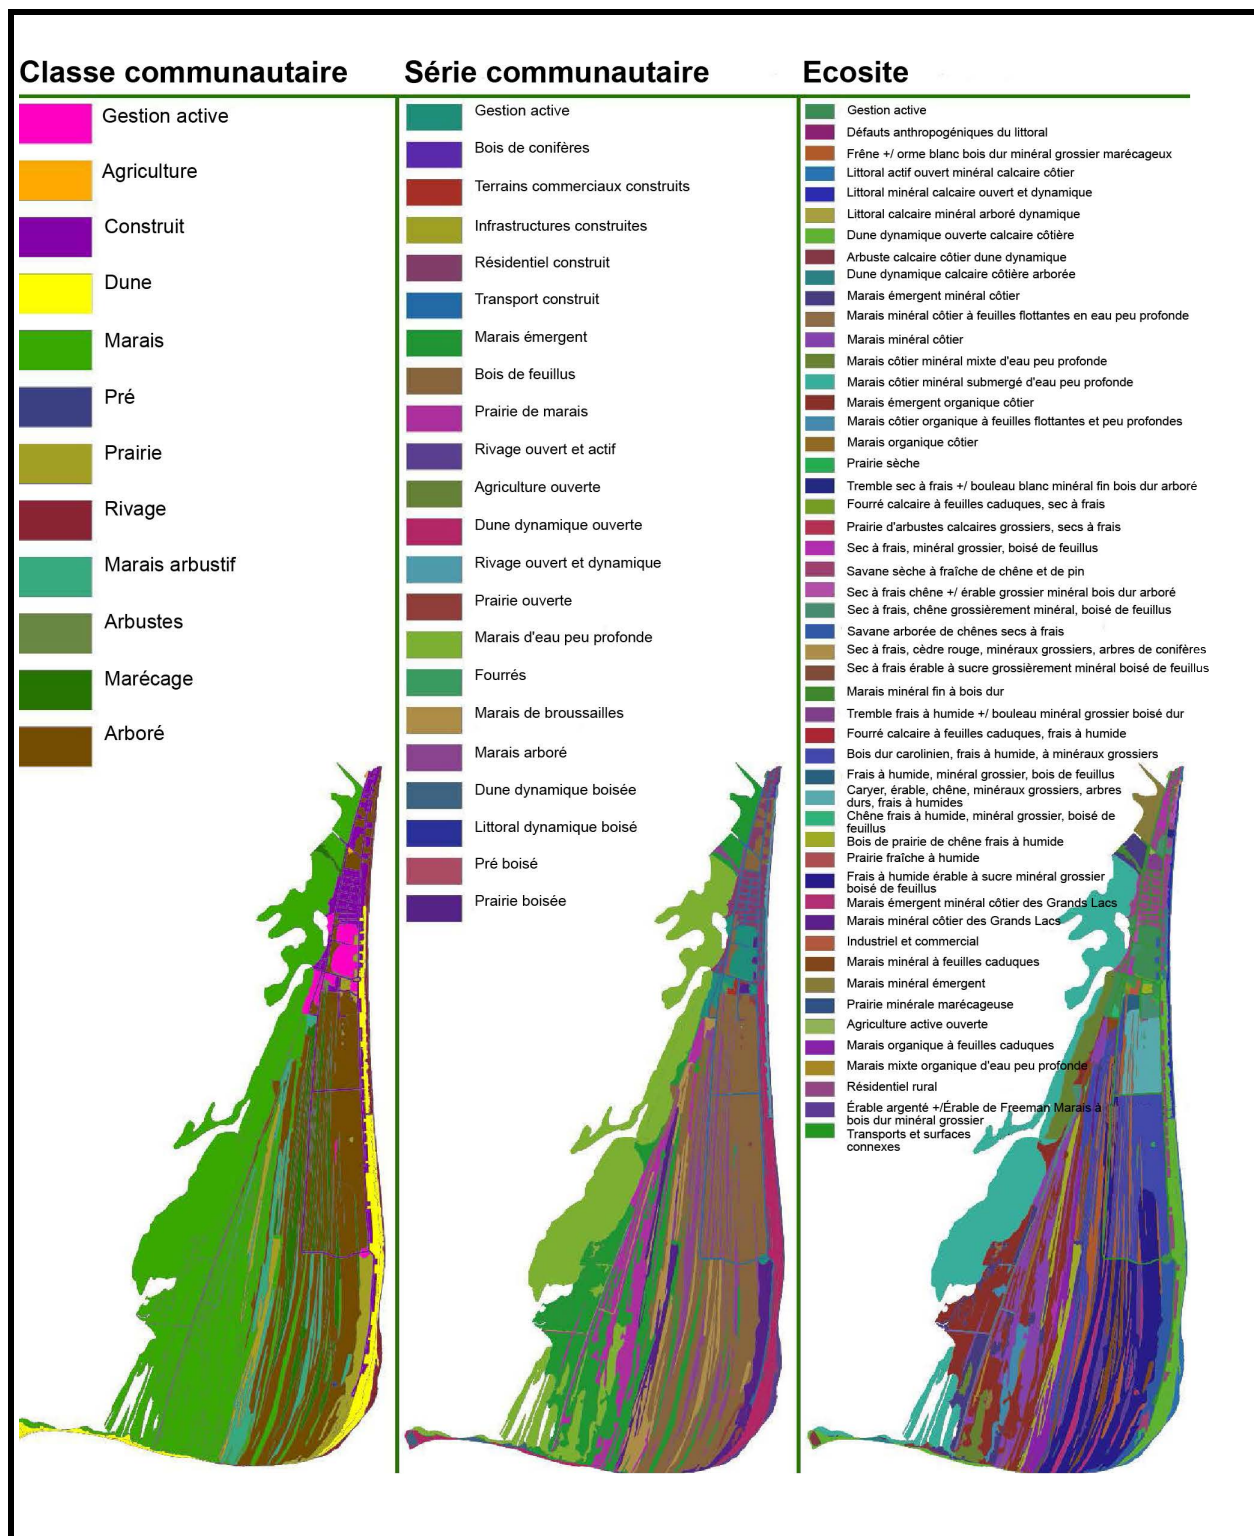 Classe communautaire
Gestion active
Agriculture
Construit
Dune
Marais
Pré
Prairie
Rivage
Marais arbustif
Arbustes
Marécage
Arboré
Série communautaire
Gestion active
Bois de conifères
Terrains commerciaux construits
Infrastructures construites
Résidentiel construit
Transport construit
Marais émergent
Bois de feuillus
Prairie de marais
Rivage ouvert et actif
Agriculture ouverte
Dune dynamique ouverte
Rivage ouvert et dynamique
Prairie ouverte
Marais d'eau peu profonde
Fourrés
Marais de broussailles
Marais arboré
Dune dynamique boisée
Littoral dynamique boisé
Pré boisé
Prairie boisée
Ecosite
Gestion active
Défauts anthropogéniques du littoral
Frêne +/ orme blanc bois dur minéral grossier marécageux
Littoral actif ouvert minéral calcaire côtier
Littoral minéral calcaire ouvert et dynamique
Littoral calcaire minéral arboré dynamique
Dune dynamique ouverte calcaire côtière
Arbuste calcaire côtier dune dynamique
Dune dynamique calcaire côtière arborée
Marais émergent minéral côtier
Marais minéral côtier à feuilles flottantes en eau peu profonde
Marais minéral côtier
Marais côtier minéral mixte d'eau peu profonde
Marais côtier minéral submergé d'eau peu profonde
Marais émergent organique côtier
Marais côtier organique à feuilles flottantes et peu profondes
Marais organique côtier
Prairie sèche
Tremble sec à frais +/ bouleau blanc minéral fin bois dur arboré
Fourré calcaire à feuilles caduques, sec à frais
Prairie d'arbustes calcaires grossiers, secs à frais
Sec à frais, minéral grossier, boisé de feuillus
Savane sèche à fraîche de chêne et de pin
Sec à frais chêne +/ érable grossier minéral bois dur arboré
Sec à frais, chêne grossièrement minéral, boisé de feuillus
Savane arborée de chênes secs à frais
Sec à frais, cèdre rouge, minéraux grossiers, arbres de conifères
Sec à frais érable à sucre grossièrement minéral boisé de feuillus
Marais minéral fin à bois dur
Tremble frais à humide +/ bouleau minéral grossier boisé dur
Fourré calcaire à feuilles caduques, frais à humide
Bois dur carolinien, frais à humide, à minéraux grossiers
Frais à humide, minéral grossier, bois de feuillus
Caryer, érable, chêne, minéraux grossiers, arbres
durs, frais à humides
Chêne frais à humide, minéral grossier, boisé de
feuillus
Bois de prairie de chêne frais à humide
Prairie fraîche à humide
Frais à humide érable à sucre minéral grossier
boisé de feuillus
Marais émergent minéral côtier des Grands Lacs
Marais minéral côtier des Grands Lacs
Industriel et commercial
Marais minéral à feuilles caduques
Marais minéral émergent
Prairie minérale marécageuse
Agriculture active ouverte
Marais organique à feuilles caduques
Marais mixte organique d'eau peu profonde
Résidentiel rural
Érable argenté +/Érable de Freeman Marais à
bois dur minéral grossier
Transports et surfaces
connexes